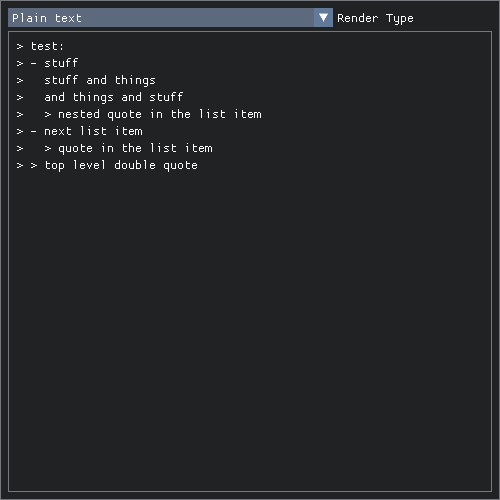 Plain text
Render Type
> test:
> - stuff
>   stuff and things
>   and things and stuff
>   > nested quote in the list item
> - next list item
>   > quote in the list item
> > top level double quote